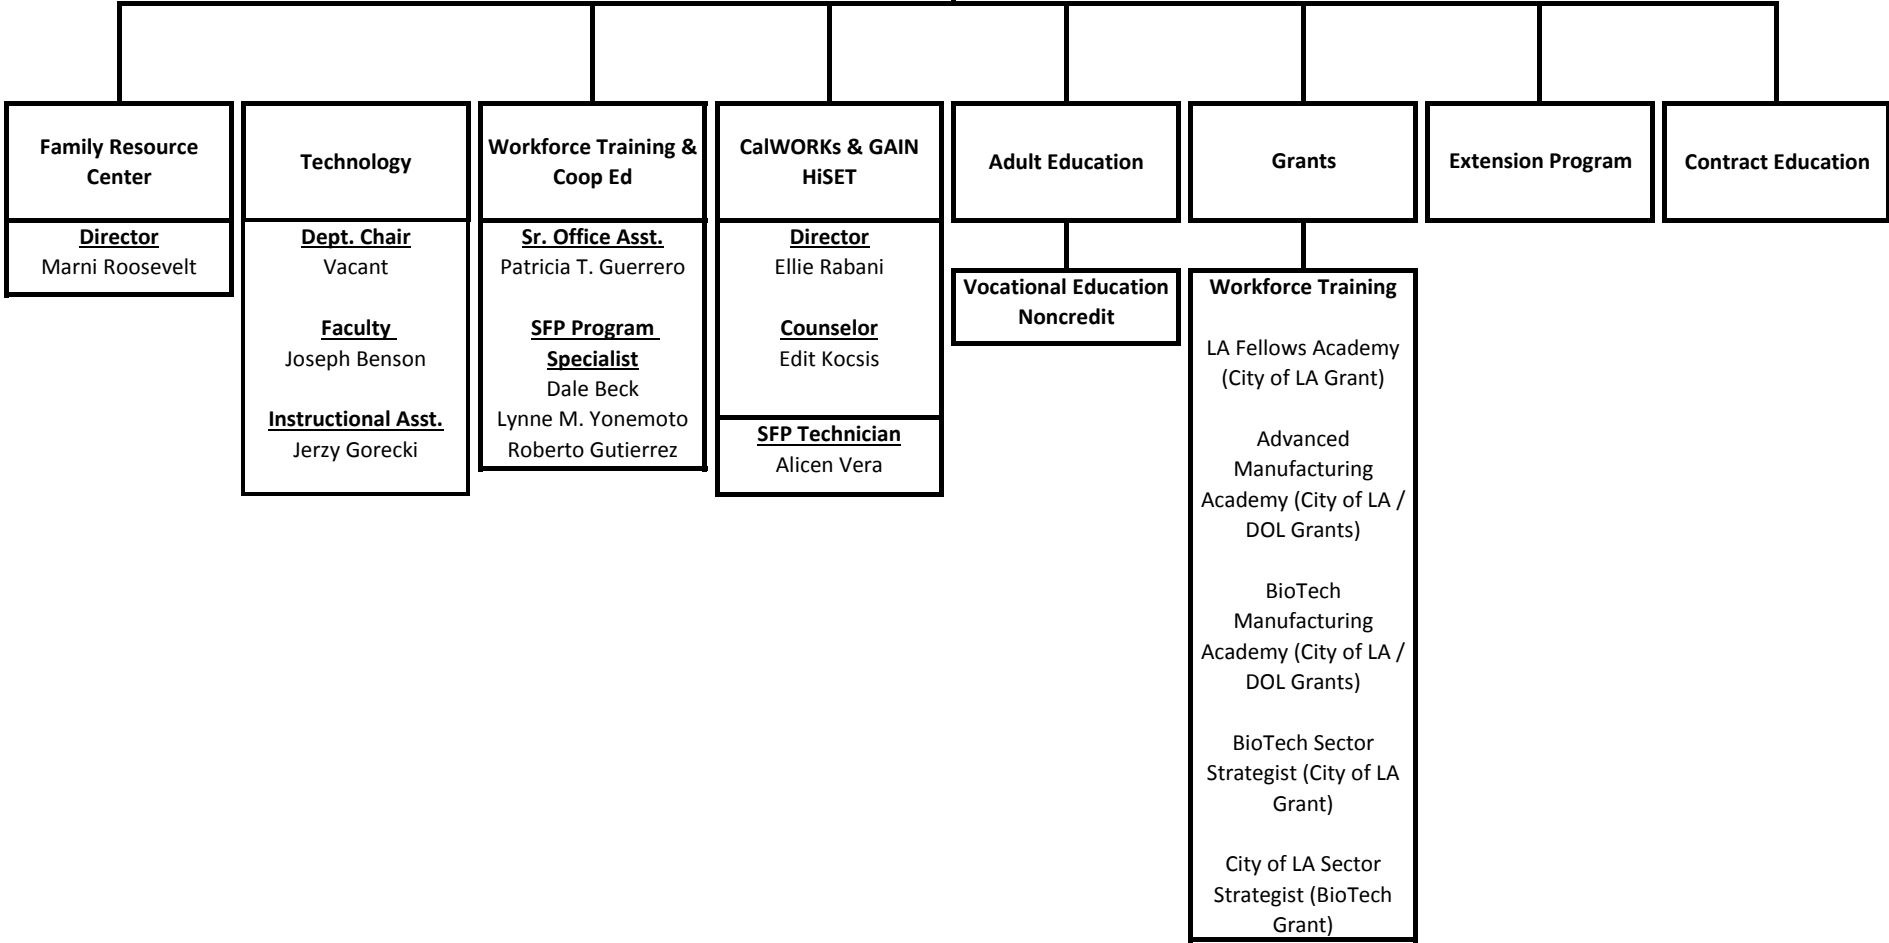 Family Resource
Center
Director
Marni Roosevelt
Technology
Dept. Chair
Vacant
Faculty
Joseph Benson
Instructional Asst.
Jerzy Gorecki
Workforce Training &
Coop Ed
Sr. Office Asst.
Patricia T. Guerrero
SFP Program
Specialist
Dale Beck
Lynne M. Yonemoto
Roberto Gutierrez
CalWORKs & GAIN
HiSET
Director
Ellie Rabani
Counselor
Edit Kocsis
SFP Technician
Alicen Vera
Adult Education
Vocational Education
Noncredit
Grants
Workforce Training
LA Fellows Academy
(City of LA Grant)
Advanced
Manufacturing
Academy (City of LA /
DOL Grants)
BioTech
Manufacturing
Academy (City of LA /
DOL Grants)
BioTech Sector
Strategist (City of LA
Grant)
City of LA Sector
Strategist (BioTech
Grant)
Extension Program
Contract Education